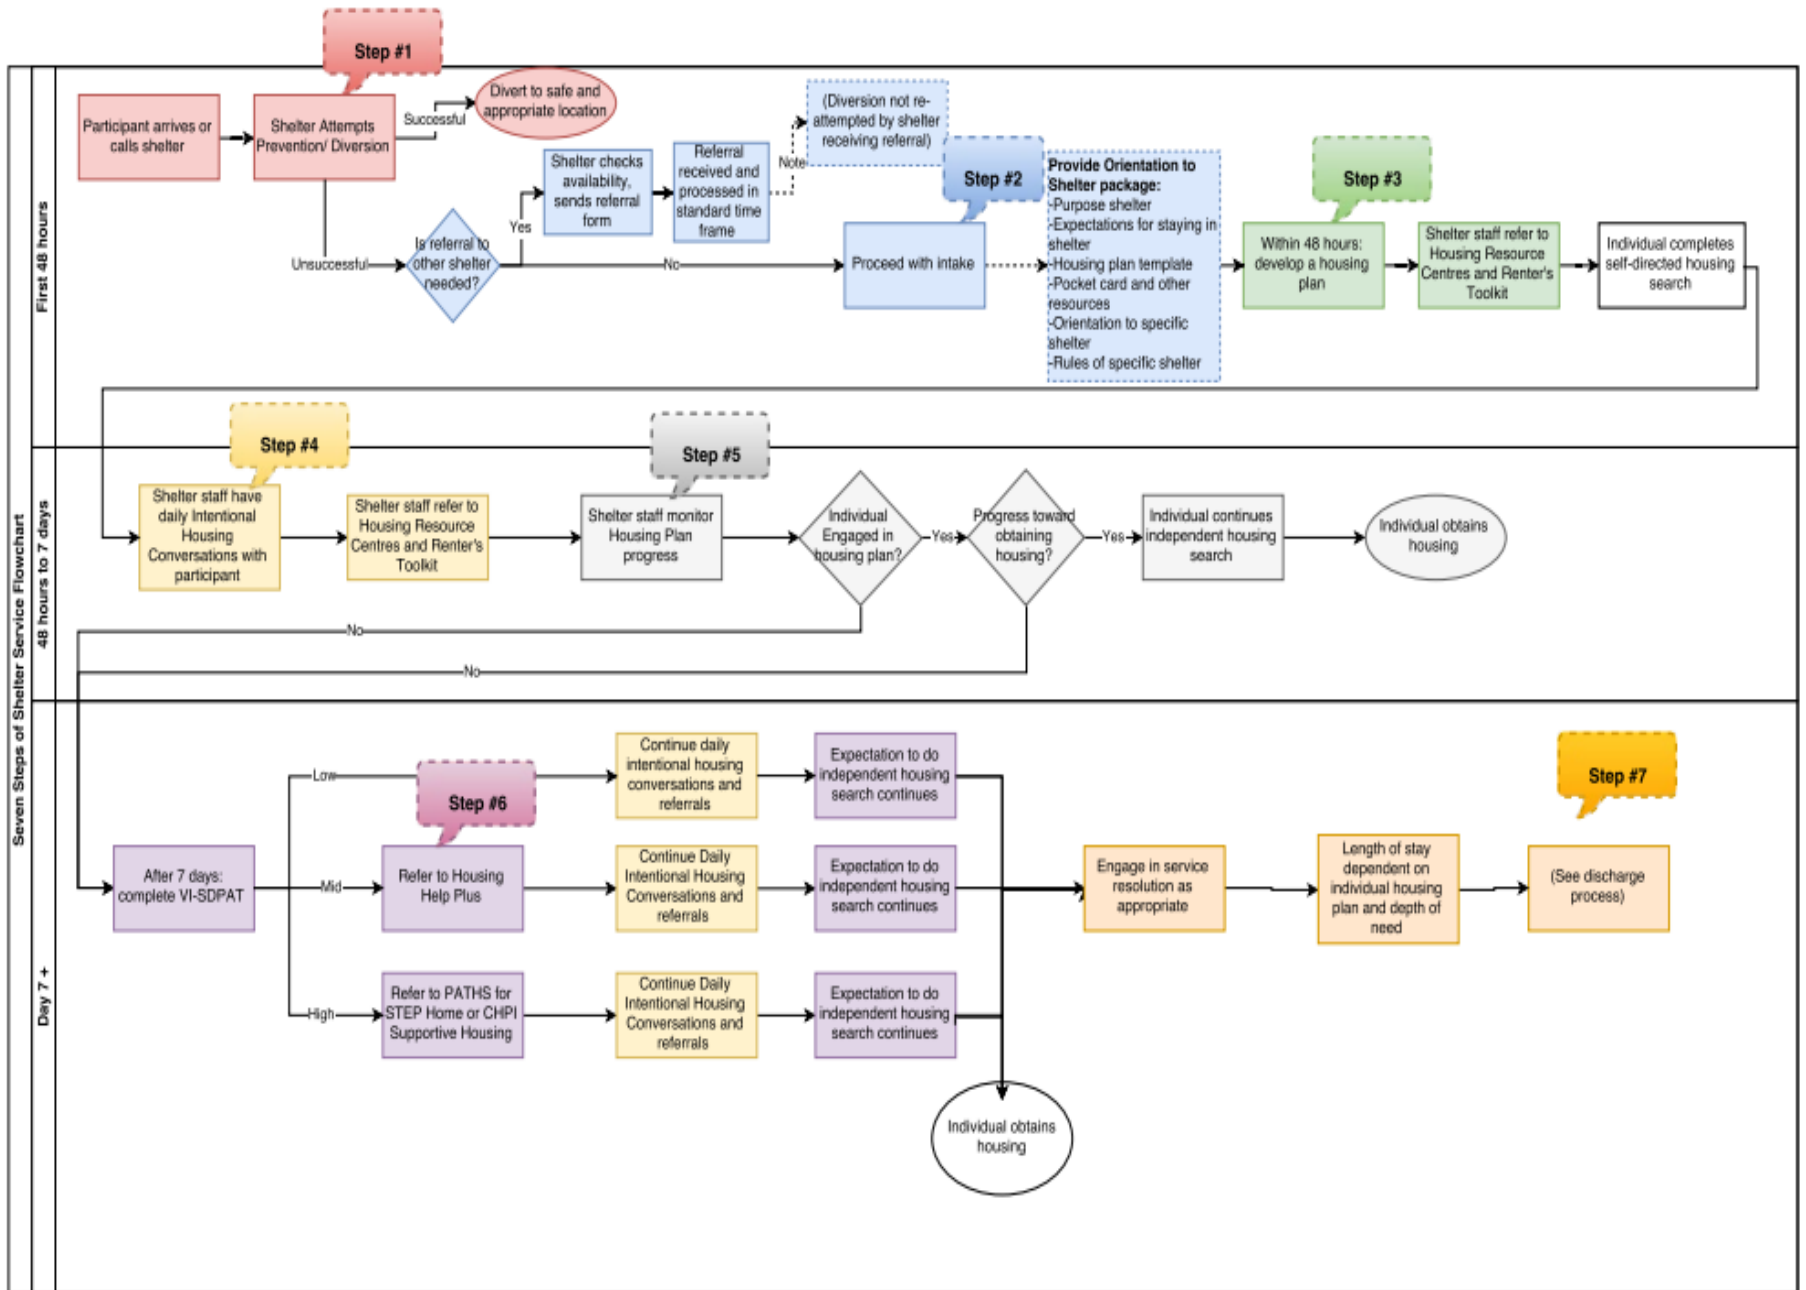 Seven Steps of Shelter Service Flowchart
First 48 hours
Step #1
Participant arrives or
calls shelter
Shelter Attempts
Prevention/ Diversion
Successful
Divert to safe and
appropriate location
Unsuccessful
Is referral to
other shelter
needed?
Yes
Shelter checks
availability,
sends referral
form
Referral
received and
processed in
standard time
frame
Note
(Diversion not re-
attempted by shelter
receiving referral)
No
Step #2
Proceed with intake
Provide Orientation to
Shelter package:
-Purpose shelter
-Expectations for staying in
shelter
-Housing plan template
-Pocket card and other
resources
-Orientation to specific
shelter
-Rules of specific shelter
Step #3
Within 48 hours:
develop a housing
plan
Shelter staff refer to
Housing Resource
Centres and Renter's
Toolkit
Individual completes
self-directed housing
search
48 hours to 7 days
Step #4
Shelter staff have
daily Intentional
Housing
Conversations with
participant
Shelter staff refer to
Housing Resource
Centres and Renter's
Toolkit
Step #5
Shelter staff monitor
Housing Plan
progress
Individual
Engaged in
housing plan?
Yes
Progress toward
obtaining
housing?
Yes
Individual continues
independent housing
search
Individual obtains
housing
No
No
Day 7 +
After 7 days:
complete VI-SDPAT
Low
Continue daily
intentional housing
conversations and
referrals
Expectation to do
independent housing
search continues
Step #6
Mid
Refer to Housing
Help Plus
Continue Daily
Intentional Housing
Conversations and
referrals
Expectation to do
independent housing
search continues
High
Refer to PATHS for
STEP Home or CHPI
Supportive Housing
Continue Daily
Intentional Housing
Conversations and
referrals
Expectation to do
independent housing
search continues
Individual obtains
housing
Engage in service
resolution as
appropriate
Length of stay
dependent on
individual housing
plan and depth of
need
Step #7
(See discharge
process)